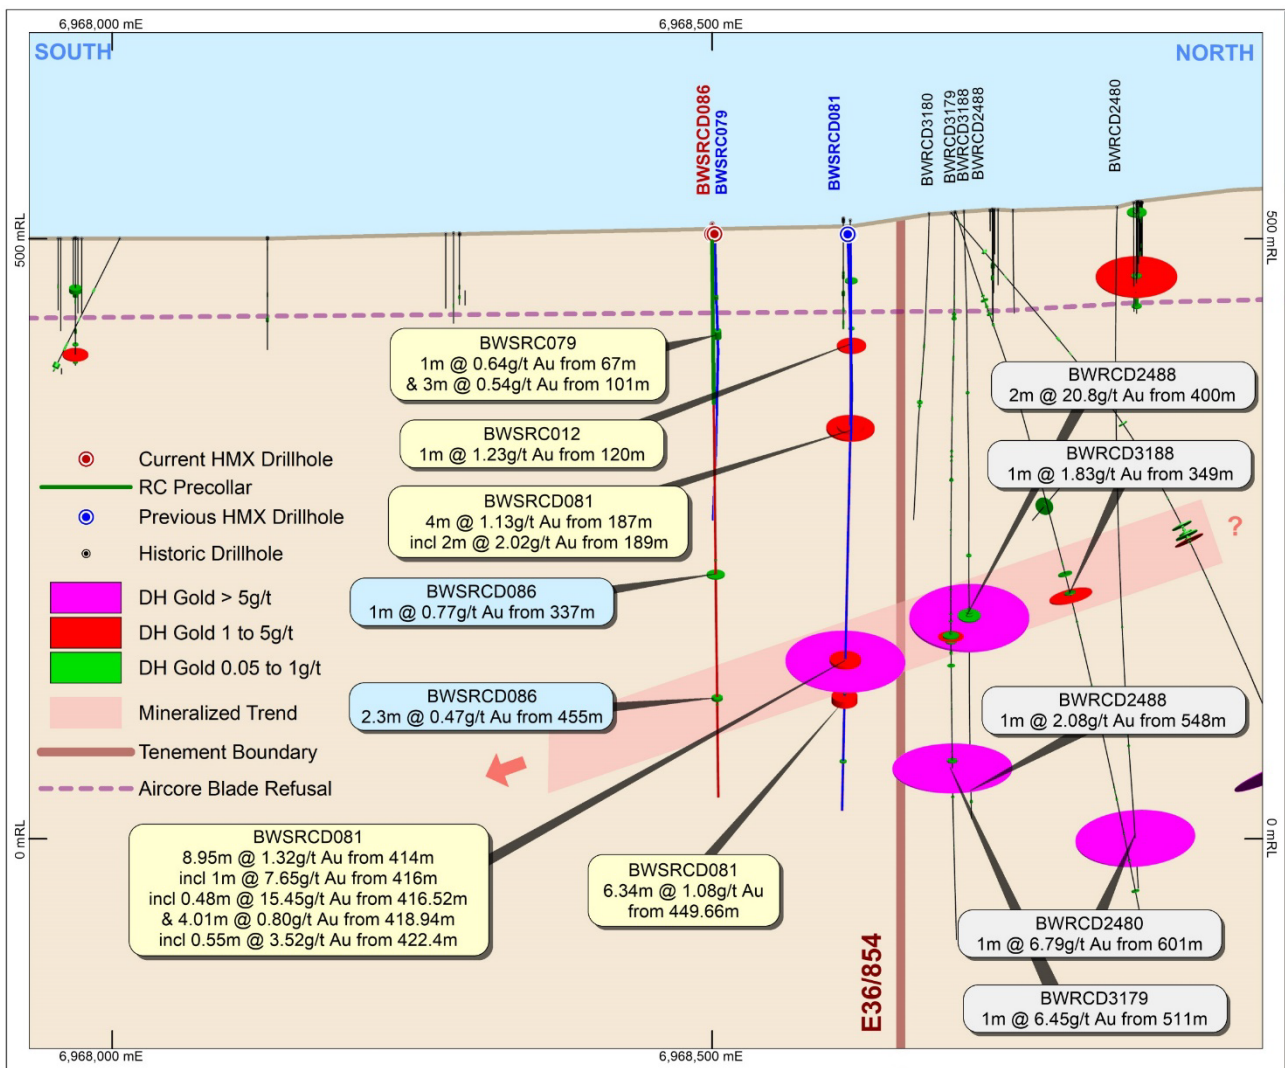 6,968,000 mE
6,968,500 mE
SOUTH
NORTH
BWSRCD086
BWSRC079
BWSRCD081
BWRCD3180
BWRCD3179
BWRCD3188
BWRCD2488
BWRCD2480
500 mRL
500 mRL
BWSRC079
1m @ 0.64g/t Au from 67m
& 3m @ 0.54g/t Au from 101m
BWSRC012
1m @ 1.23g/t Au from 120m
BWSRCD081
4m @ 1.13g/t Au from 187m
incl 2m @ 2.02g/t Au from 189m
BWSRCD086
1m @ 0.77g/t Au from 337m
BWSRCD086
2.3m @ 0.47g/t Au from 455m
BWRCD2488
2m @ 20.8g/t Au from 400m
BWRCD3188
1m @ 1.83g/t Au from 349m
?
BWRCD2488
1m @ 2.08g/t Au from 548m
Current HMX Drillhole
RC Precollar
Previous HMX Drillhole
Historic Drillhole
DH Gold > 5g/t
DH Gold 1 to 5g/t
DH Gold 0.05 to 1g/t
Mineralized Trend
Tenement Boundary
Aircore Blade Refusal
0 mRL
0 mRL
BWSRCD081
8.95m @ 1.32g/t Au from 414m
incl 1m @ 7.65g/t Au from 416m
incl 0.48m @ 15.45g/t Au from 416.52m
& 4.01m @ 0.80g/t Au from 418.94m
incl 0.55m @ 3.52g/t Au from 422.4m
BWSRCD081
6.34m @ 1.08g/t Au
from 449.66m
E36/854
BWRCD2480
1m @ 6.79g/t Au from 601m
BWRCD3179
1m @ 6.45g/t Au from 511m
6,968,000 mE
6,968,500 mE